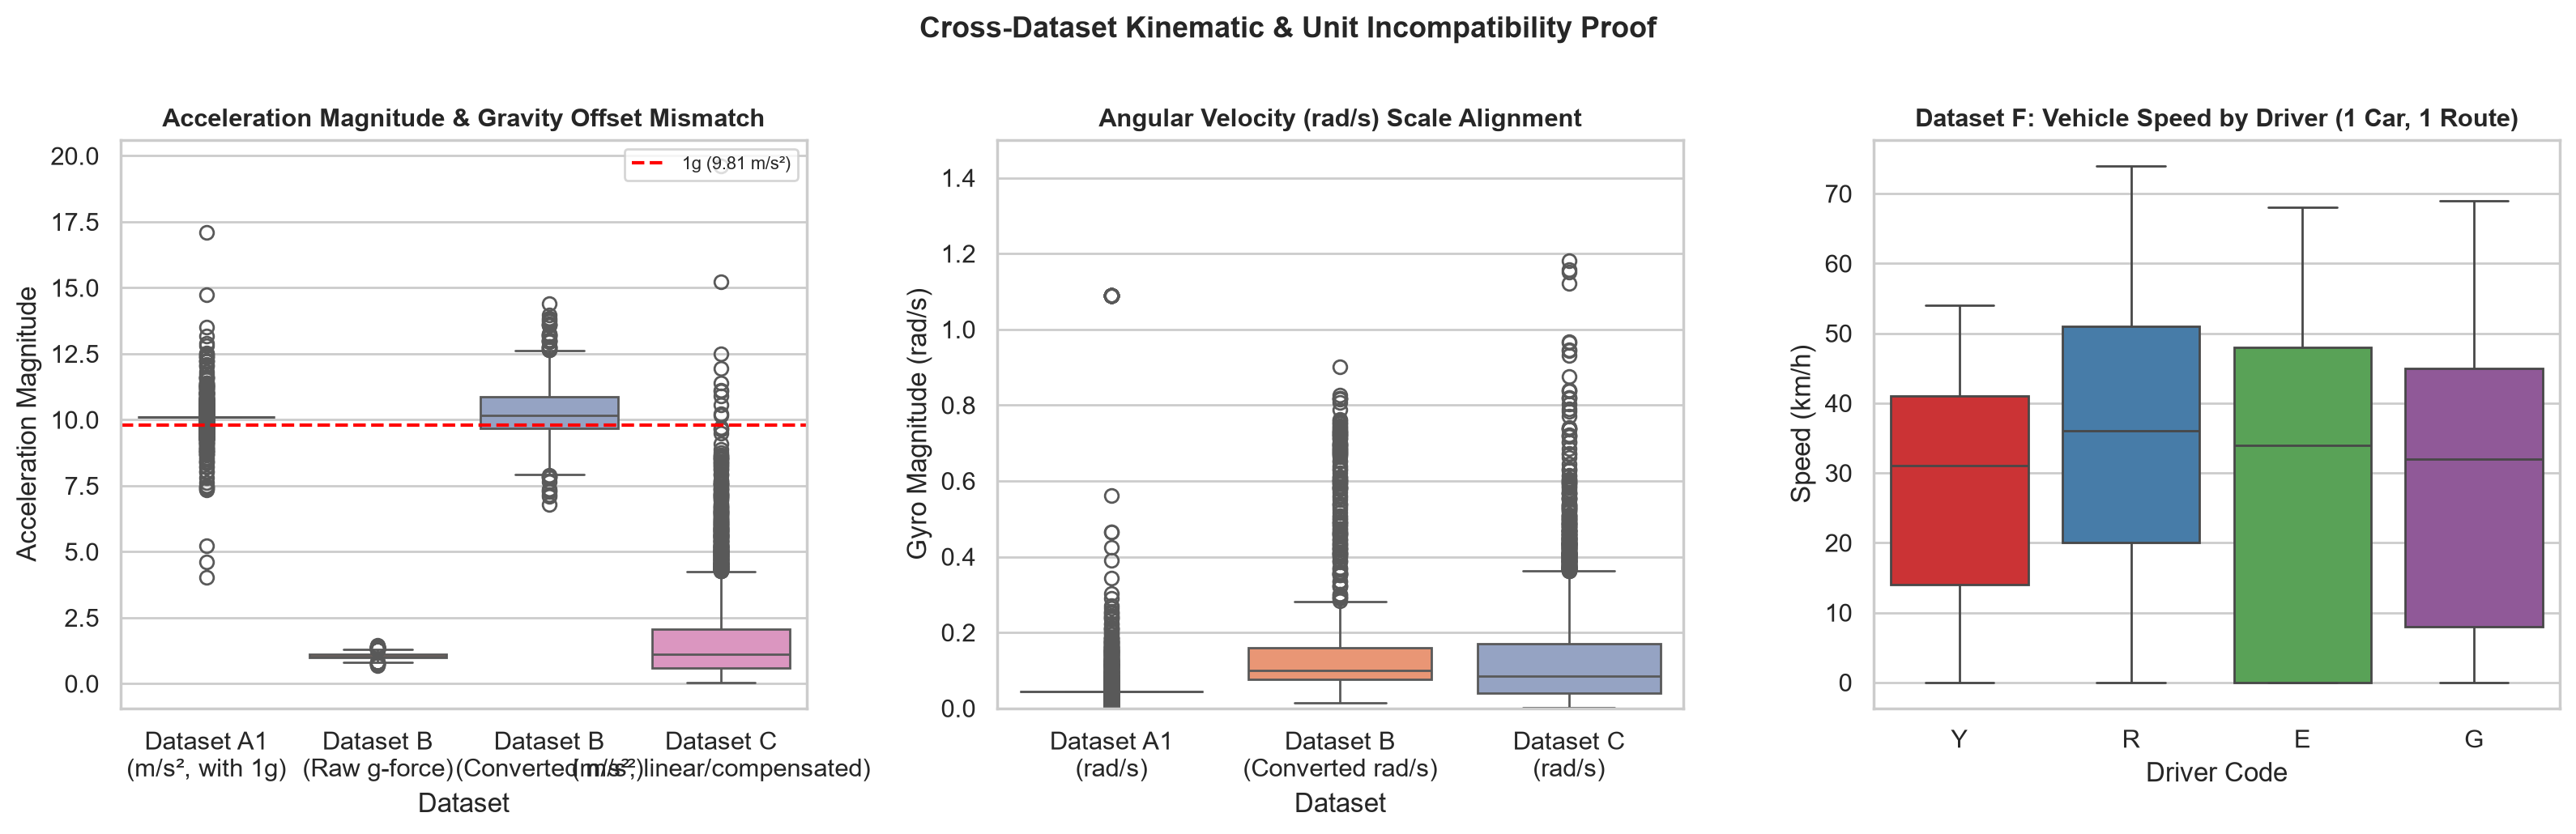 Cross-Dataset Kinematic & Unit Incompatibility Proof
Acceleration Magnitude & Gravity Offset Mismatch
Acceleration Magnitude
20.0
17.5
15.0
12.5
10.0
7.5
5.0
2.5
0.0
1g (9.81 m/s²)
Dataset A1
(m/s², with 1g)
Dataset B
(Raw g-force)
Dataset B
(Converted m/s²)
Dataset C
(m/s², linear/compensated)
Dataset
Angular Velocity (rad/s) Scale Alignment
Gyro Magnitude (rad/s)
1.4
1.2
1.0
0.8
0.6
0.4
0.2
0.0
Dataset A1
(rad/s)
Dataset B
(Converted rad/s)
Dataset C
(rad/s)
Dataset
Dataset F: Vehicle Speed by Driver (1 Car, 1 Route)
Speed (km/h)
70
60
50
40
30
20
10
0
Y
R
E
G
Driver Code